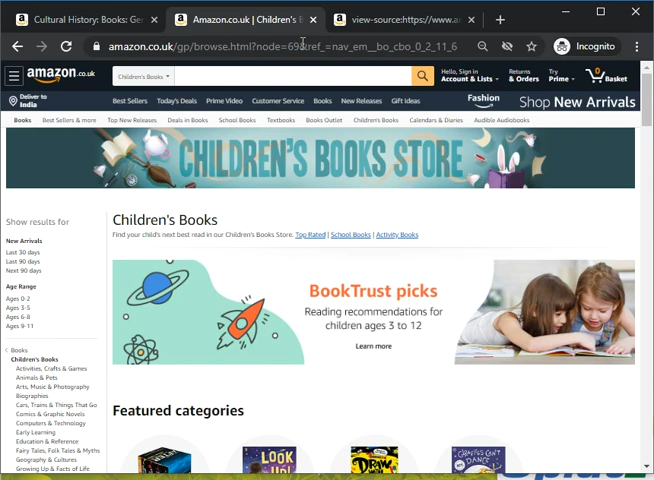 Cultural History: Books: Ge
Amazon.co.uk | Children's B
view-source:https://www.a
amazon.co.uk/gp/browse.html?node=69&ref_=nav_em__bo_cbo_0_2_11_6
Incognito
amazon.co.uk
Children's Books
Hello, Sign in
Account & Lists
Returns
& Orders
Try
Prime
0
Basket
Deliver to
India
Best Sellers
Today's Deals
Prime Video
Customer Service
Books
New Releases
Gift Ideas
Fashion
Shop New Arrivals
Books
Best Sellers & more
Top New Releases
Deals in Books
School Books
Textbooks
Books Outlet
Children's Books
Calendars & Diaries
Audible Audiobooks
CHILDREN'S BOOKS STORE
Show results for
New Arrivals
Last 30 days
Last 90 days
Next 90 days
Age Range
Ages 0-2
Ages 3-5
Ages 6-8
Ages 9-11
Books
Children's Books
Activities, Crafts & Games
Animals & Pets
Arts, Music & Photography
Biographies
Cars, Trains & Things That Go
Comics & Graphic Novels
Computers & Technology
Early Learning
Education & Reference
Fairy Tales, Folk Tales & Myths
Geography & Cultures
Growing Up & Facts of Life
Children's Books
Find your child's next best read in our Children's Books Store. Top Rated | School Books | Activity Books
BookTrust picks
Reading recommendations for
children ages 3 to 12
Learn more
Featured categories
LOOK
UP!
DRAW
GIRAFFES CAN'T
DANCE